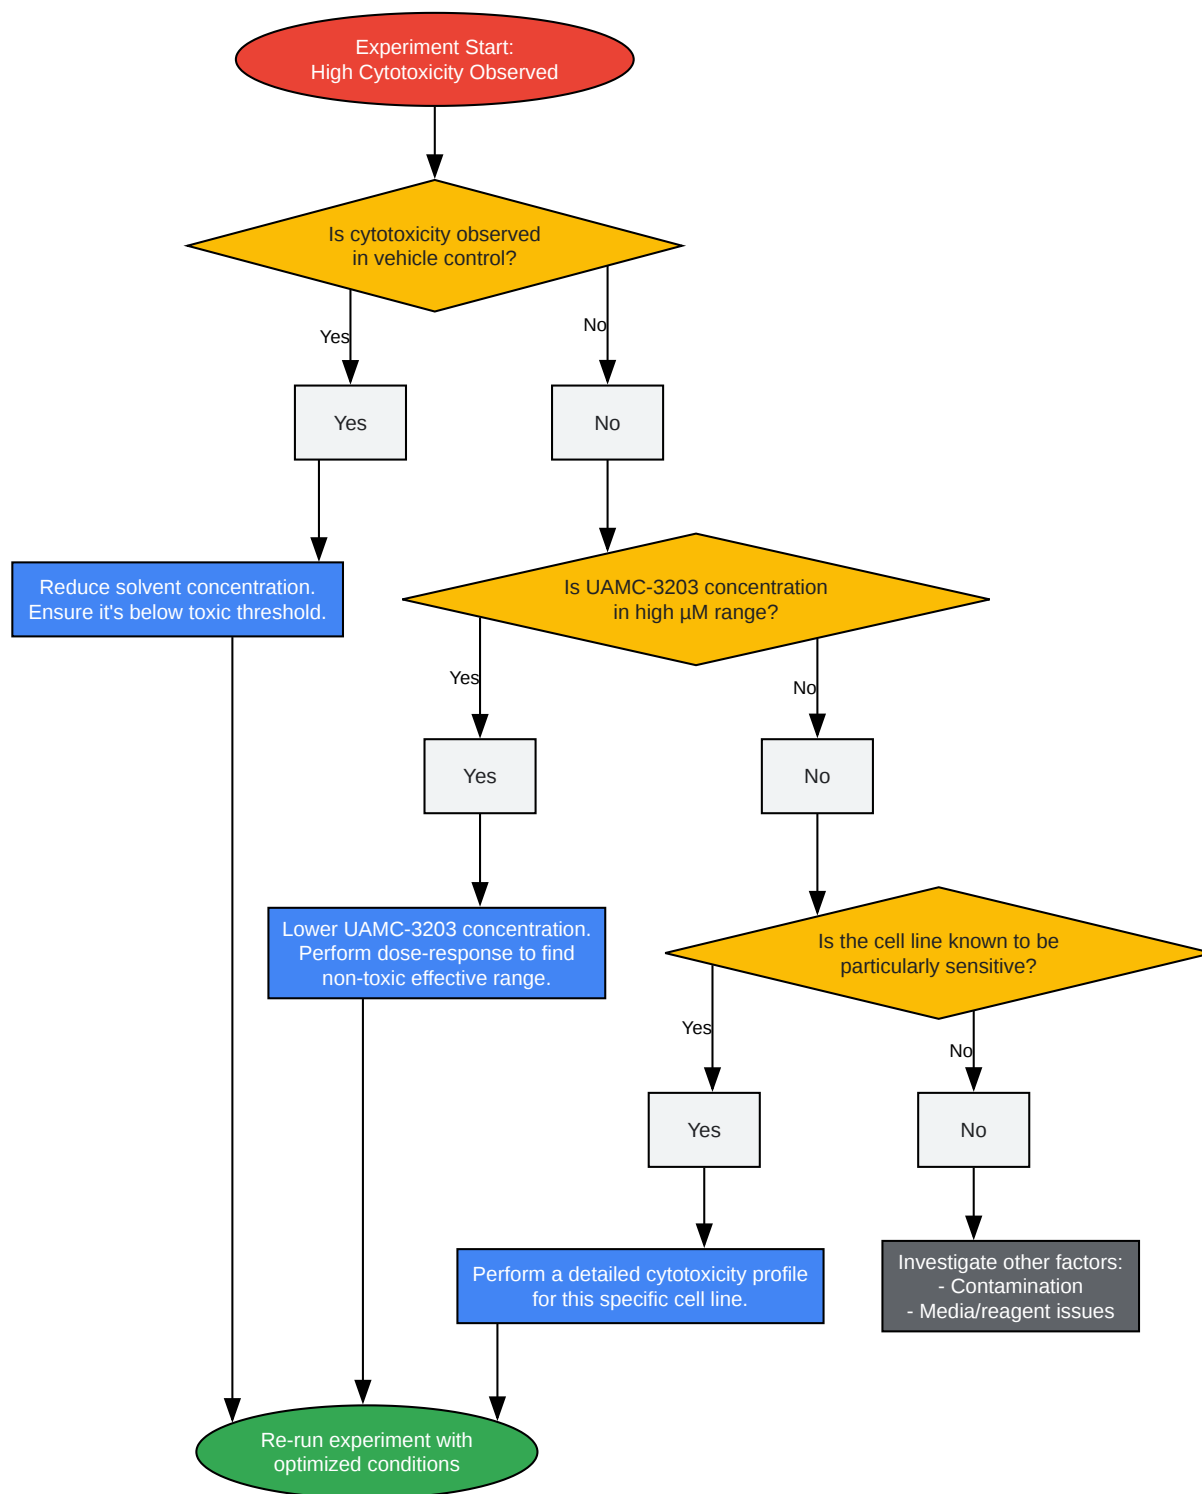 Experiment Start:
High Cytotoxicity Observed
Is cytotoxicity observed
in vehicle control?
Yes
No
Yes
No
Reduce solvent concentration.
Ensure it's below toxic threshold.
Is UAMC-3203 concentration
in high µM range?
Yes
No
Yes
No
Lower UAMC-3203 concentration.
Perform dose-response to find
non-toxic effective range.
Is the cell line known to be
particularly sensitive?
Yes
No
Yes
No
Perform a detailed cytotoxicity profile
for this specific cell line.
Investigate other factors:
- Contamination
- Media/reagent issues
Re-run experiment with
optimized conditions